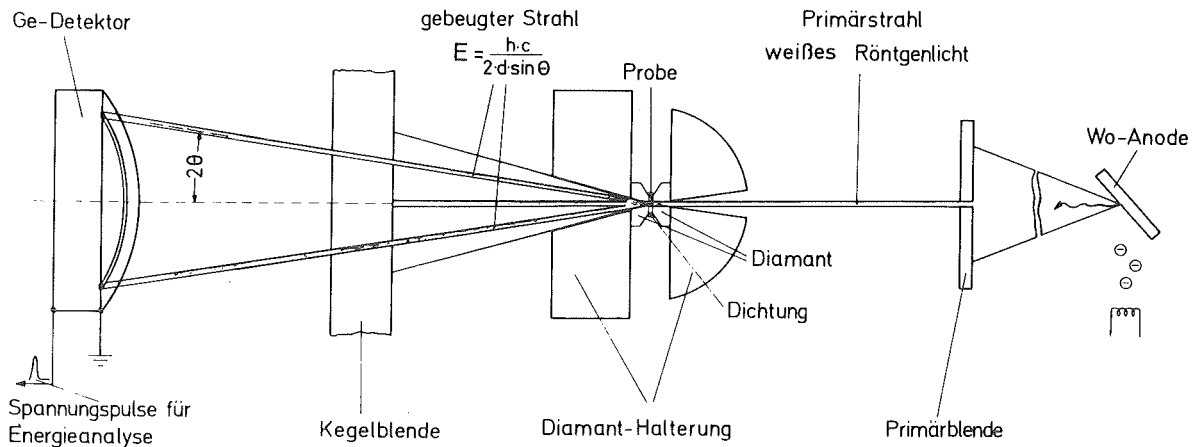 Ge-Detektor
gebeugter Strahl
E = h·c / 2·d·sin Θ
Primärstrahl
weißes Röntgenlicht
Probe
Wo-Anode
2Θ
Diamant
Dichtung
Spannungspulse für
Energieanalyse
Kegelblende
Diamant-Halterung
Primärblende